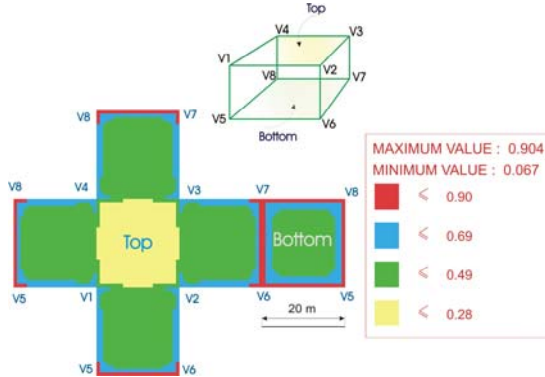 Top
V4
V3
V1
V2
V8
V7
V5
V6
Bottom
V8
V7
V8
V4
V3
V7
V8
Top
Bottom
V5
V1
V2
V6
V5
20 m
V5
V6
MAXIMUM VALUE : 0.904
MINIMUM VALUE : 0.067
⩽ 0.90
⩽ 0.69
⩽ 0.49
⩽ 0.28